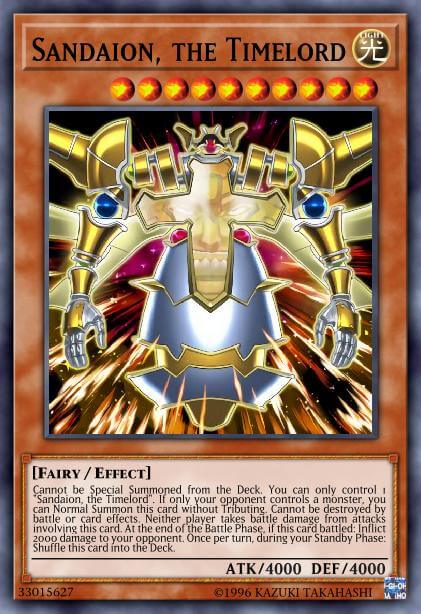 SANDAION, THE TIMELORD
LIGHT
光
[FAIRY / EFFECT]
Cannot be Special Summoned from the Deck. You can only control 1
"Sandaion, the Timelord". If only your opponent controls a monster, you
can Normal Summon this card without Tributing. Cannot be destroyed
by battle or card effects. Neither player takes battle damage from attacks
involving this card. At the end of the Battle Phase, if this card battled: Inflict
2000 damage to your opponent. Once per turn, during your Standby Phase:
Shuffle this card into the Deck.
ATK/4000 DEF/4000
33015627
©1996 KAZUKI TAKAHASHI